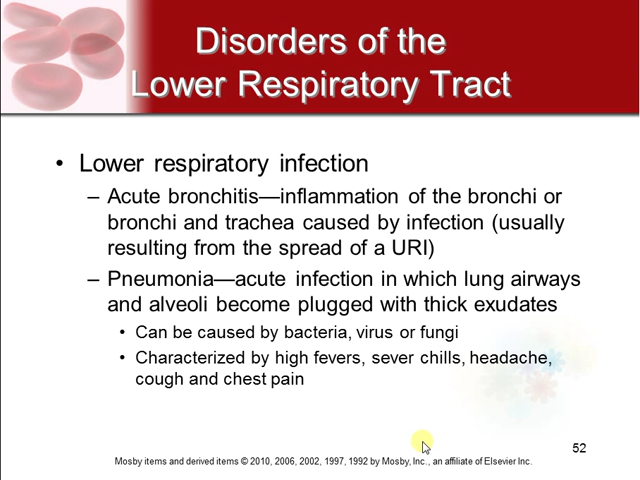 Disorders of the
Lower Respiratory Tract
• Lower respiratory infection
– Acute bronchitis—inflammation of the bronchi or
bronchi and trachea caused by infection (usually
resulting from the spread of a URI)
– Pneumonia—acute infection in which lung airways
and alveoli become plugged with thick exudates
• Can be caused by bacteria, virus or fungi
• Characterized by high fevers, sever chills, headache,
cough and chest pain
52
Mosby items and derived items © 2010, 2006, 2002, 1997, 1992 by Mosby, Inc., an affiliate of Elsevier Inc.